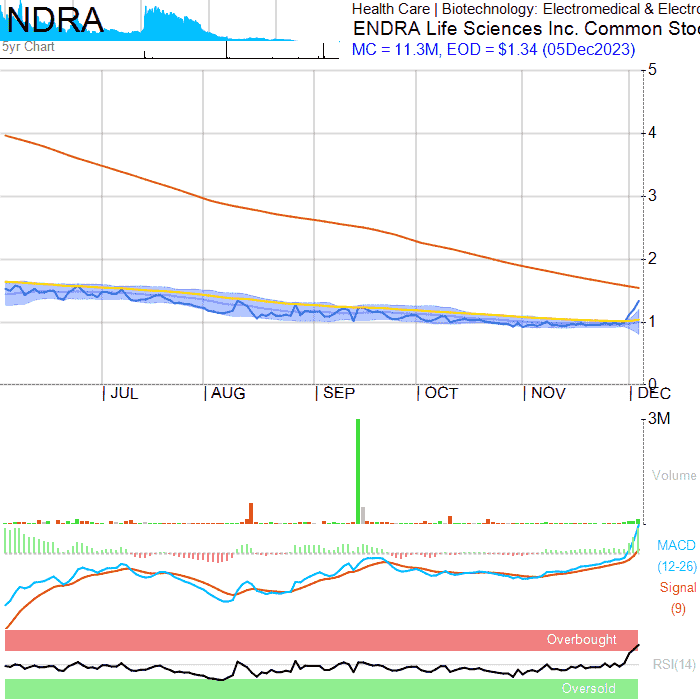 NDRA
5yr Chart
Health Care | Biotechnology: Electromedical & Electro
ENDRA Life Sciences Inc. Common Stoc
MC = 11.3M, EOD = $1.34 (05Dec2023)
5
4
3
2
1
0
| JUL | AUG | SEP | OCT | NOV | DEC
3M
Volume
MACD
(12-26)
Signal
(9)
Overbought
RSI(14)
Oversold